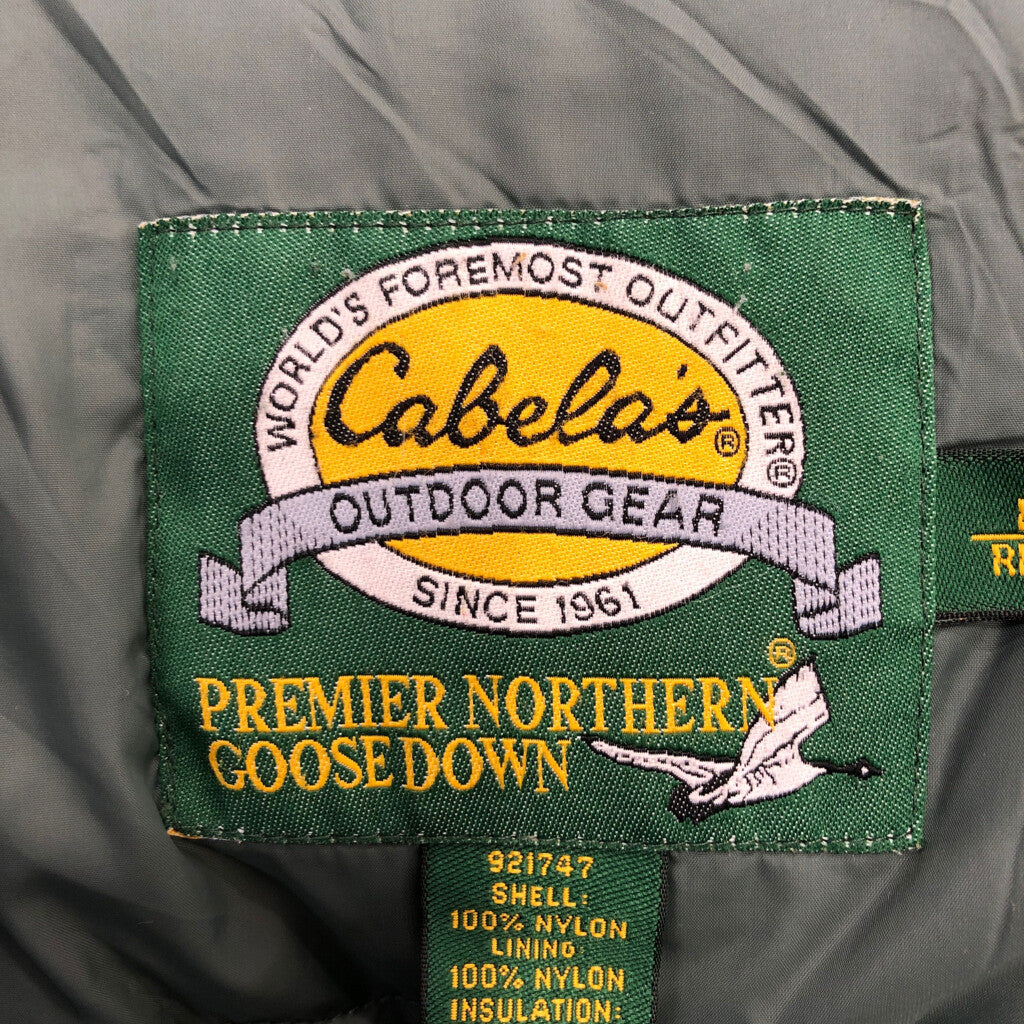 WORLD'S FOREMOST OUTFITTER®
Cabela's®
OUTDOOR GEAR
SINCE 1961
PREMIER NORTHERN®
GOOSE DOWN
921747
SHELL:
100% NYLON
LINING:
100% NYLON
INSULATION: